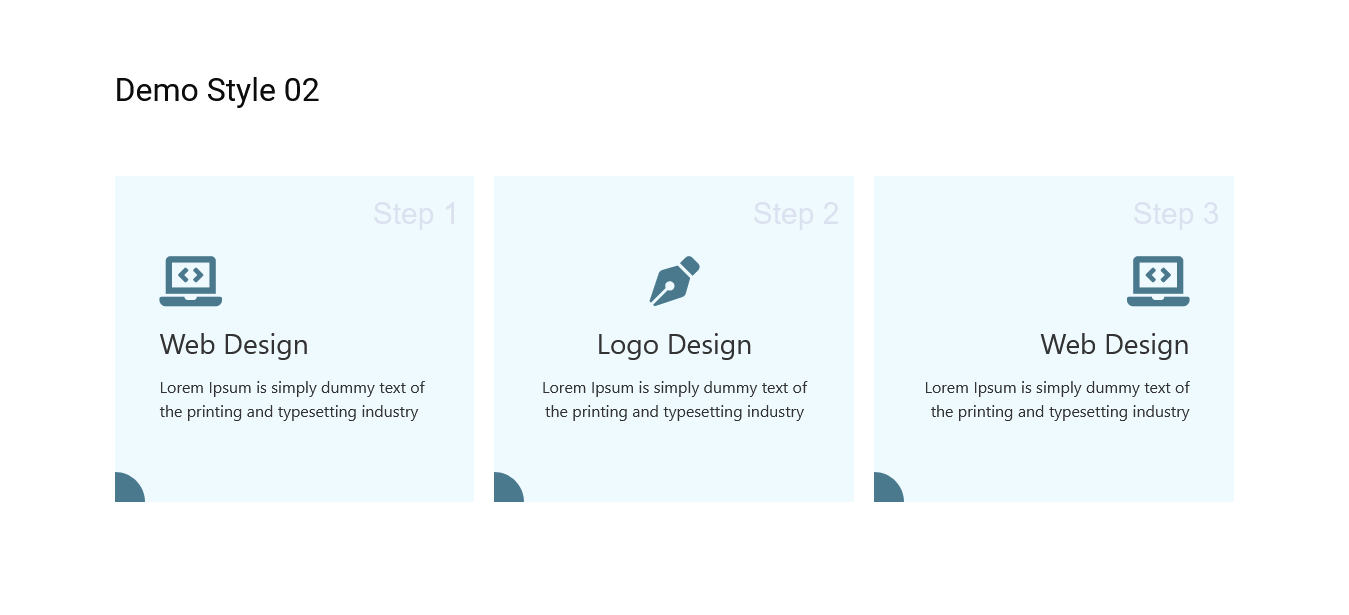 Demo Style 02
Step 1
Web Design
Lorem Ipsum is simply dummy text of
the printing and typesetting industry
Step 2
Logo Design
Lorem Ipsum is simply dummy text of
the printing and typesetting industry
Step 3
Web Design
Lorem Ipsum is simply dummy text of
the printing and typesetting industry